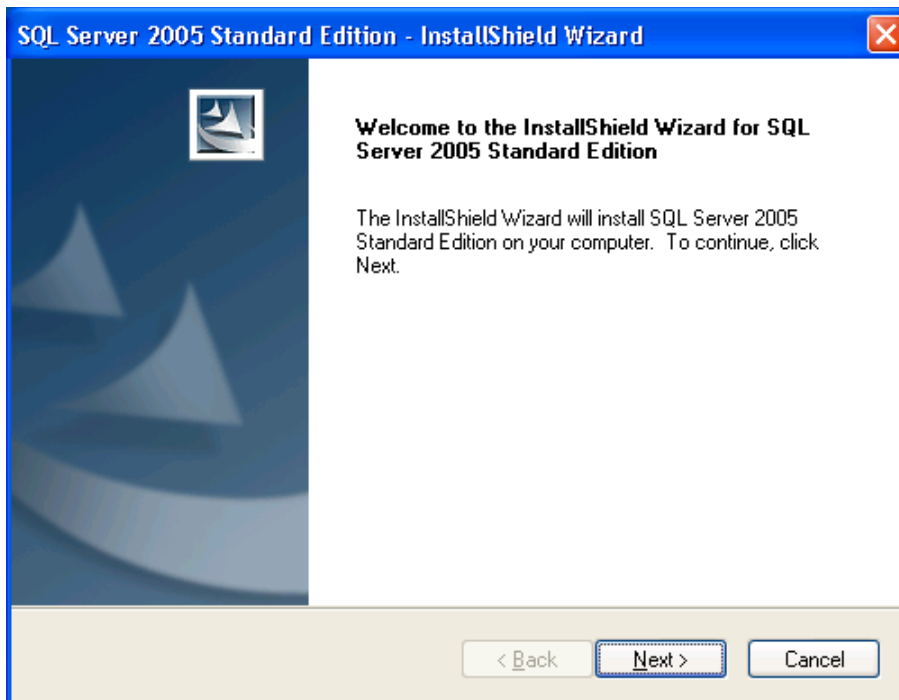 SQL Server 2005 Standard Edition - InstallShield Wizard
Welcome to the InstallShield Wizard for SQL
Server 2005 Standard Edition
The InstallShield Wizard will install SQL Server 2005
Standard Edition on your computer.  To continue, click
Next.
< Back
Next >
Cancel